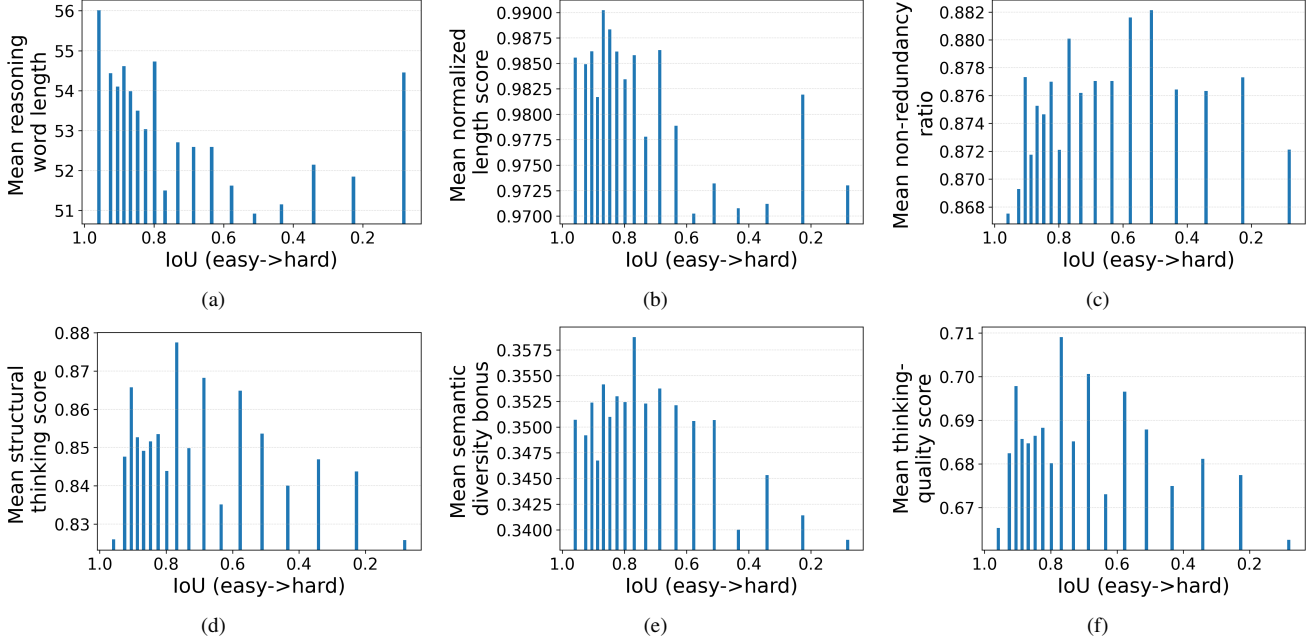 Mean reasoning
word length
56
55
54
53
52
51
1.0 0.8 0.6 0.4 0.2
IoU (easy->hard)
(a)
Mean normalized
length score
0.9900
0.9875
0.9850
0.9825
0.9800
0.9775
0.9750
0.9725
0.9700
1.0 0.8 0.6 0.4 0.2
IoU (easy->hard)
(b)
Mean non-redundancy
ratio
0.882
0.880
0.878
0.876
0.874
0.872
0.870
0.868
1.0 0.8 0.6 0.4 0.2
IoU (easy->hard)
(c)
Mean structural
thinking score
0.88
0.87
0.86
0.85
0.84
0.83
1.0 0.8 0.6 0.4 0.2
IoU (easy->hard)
(d)
Mean semantic
diversity bonus
0.3575
0.3550
0.3525
0.3500
0.3475
0.3450
0.3425
0.3400
1.0 0.8 0.6 0.4 0.2
IoU (easy->hard)
(e)
Mean thinking-
quality score
0.71
0.70
0.69
0.68
0.67
1.0 0.8 0.6 0.4 0.2
IoU (easy->hard)
(f)